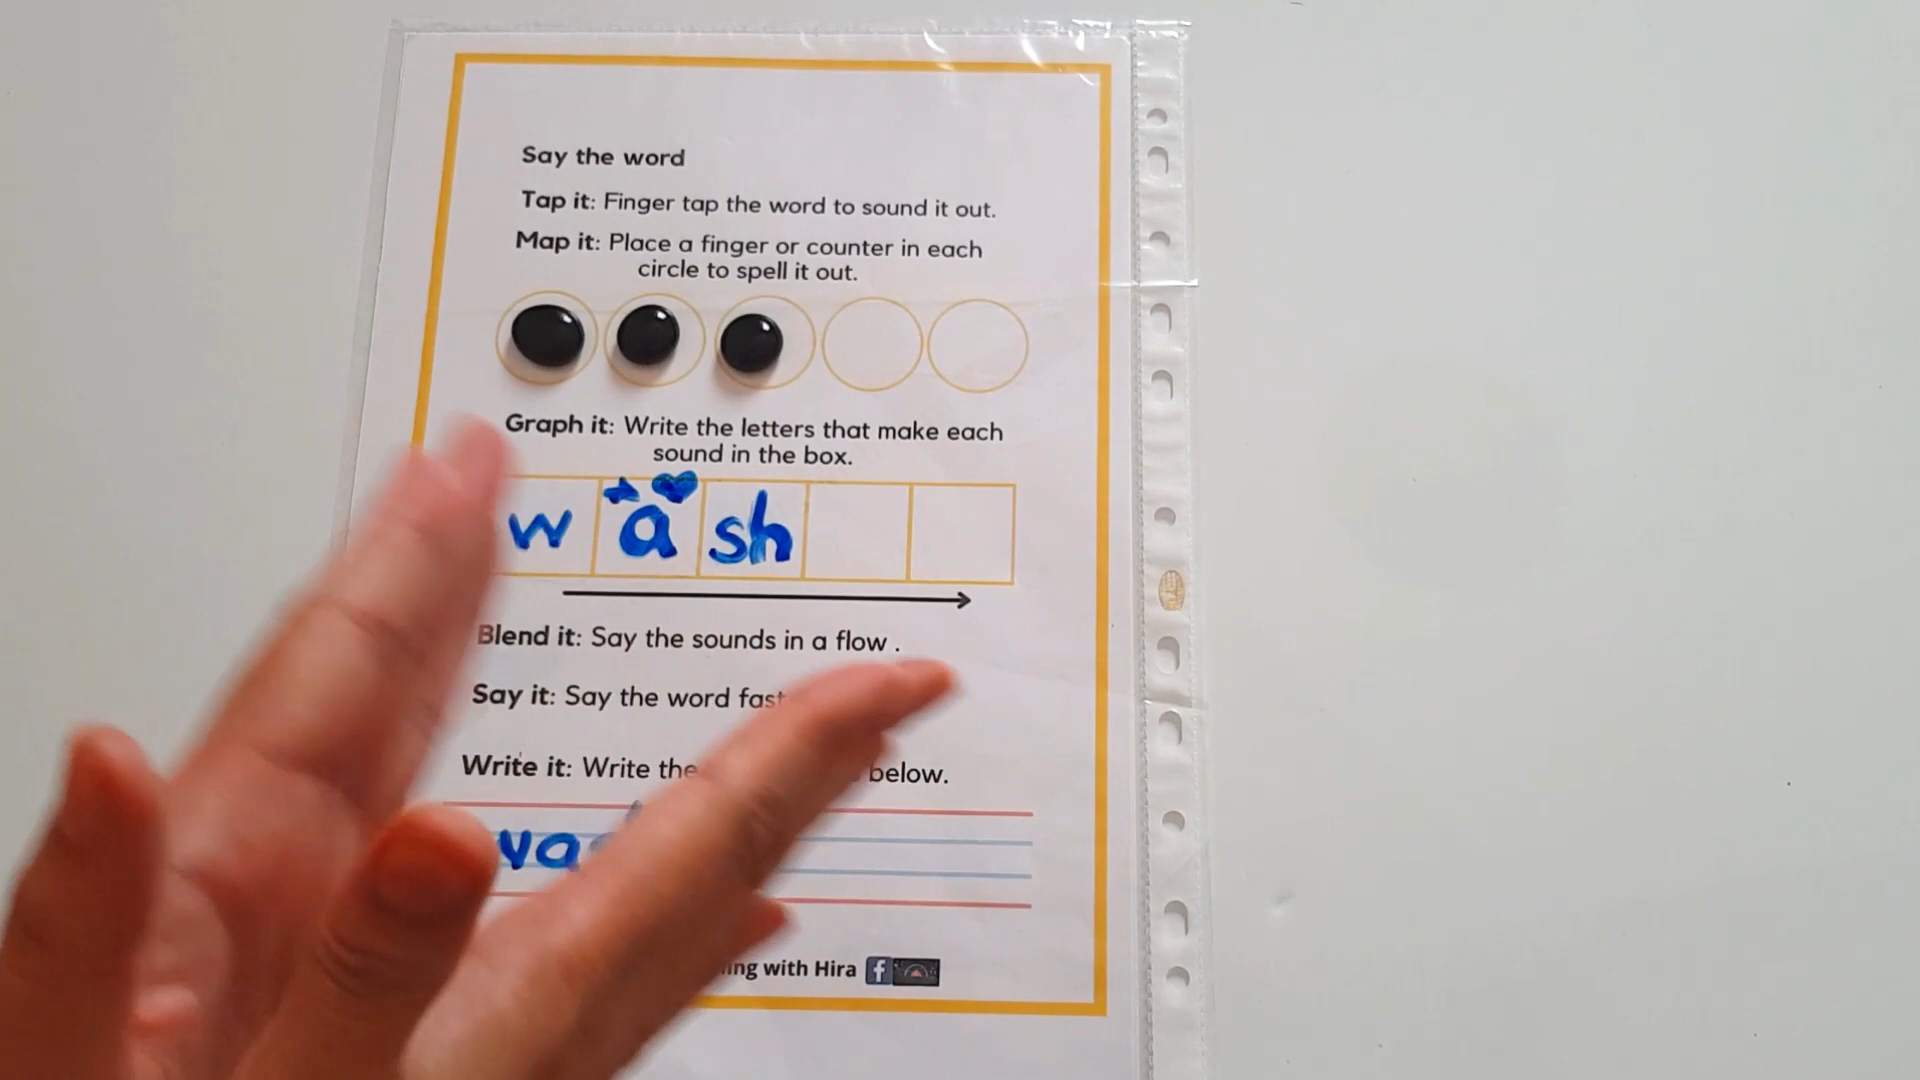 Say the word
Tap it: Finger tap the word to sound it out.
Map it: Place a finger or counter in each
circle to spell it out.
Graph it: Write the letters that make each
sound in the box.
w a sh
Blend it: Say the sounds in a flow .
Say it: Say the word
Write it: Write the below.
with Hira